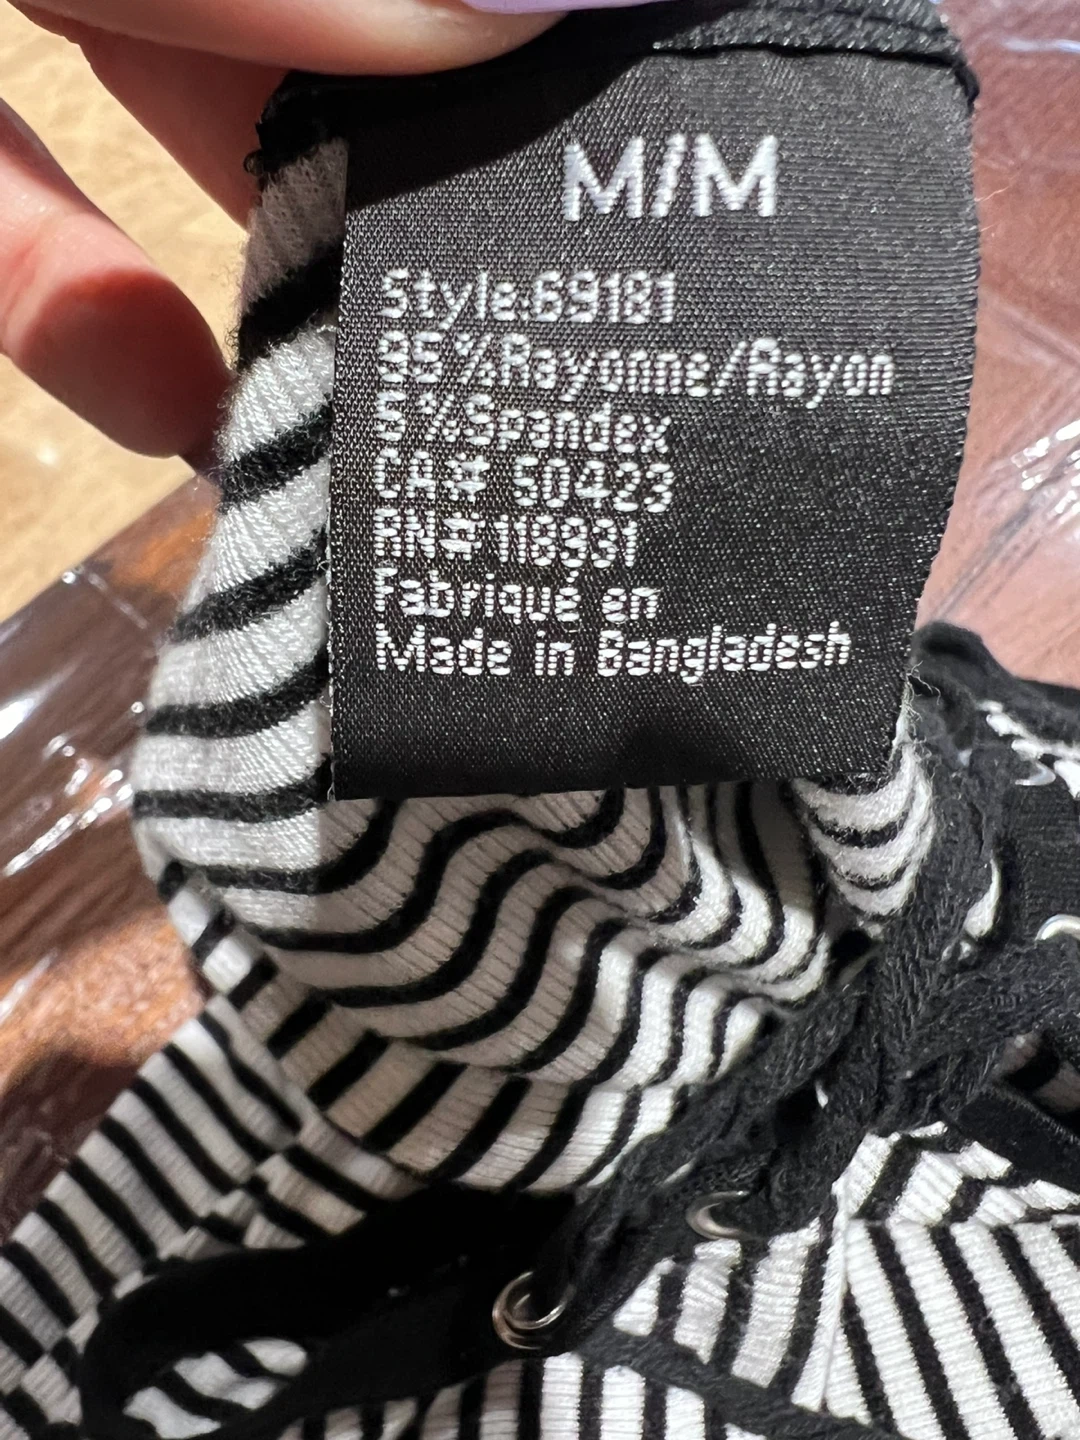 M/M
Style:69181
95%Rayonne/Rayon
5%Spandex
CA# 50423
RN#118931
Fabriqué en
Made in Bangladesh